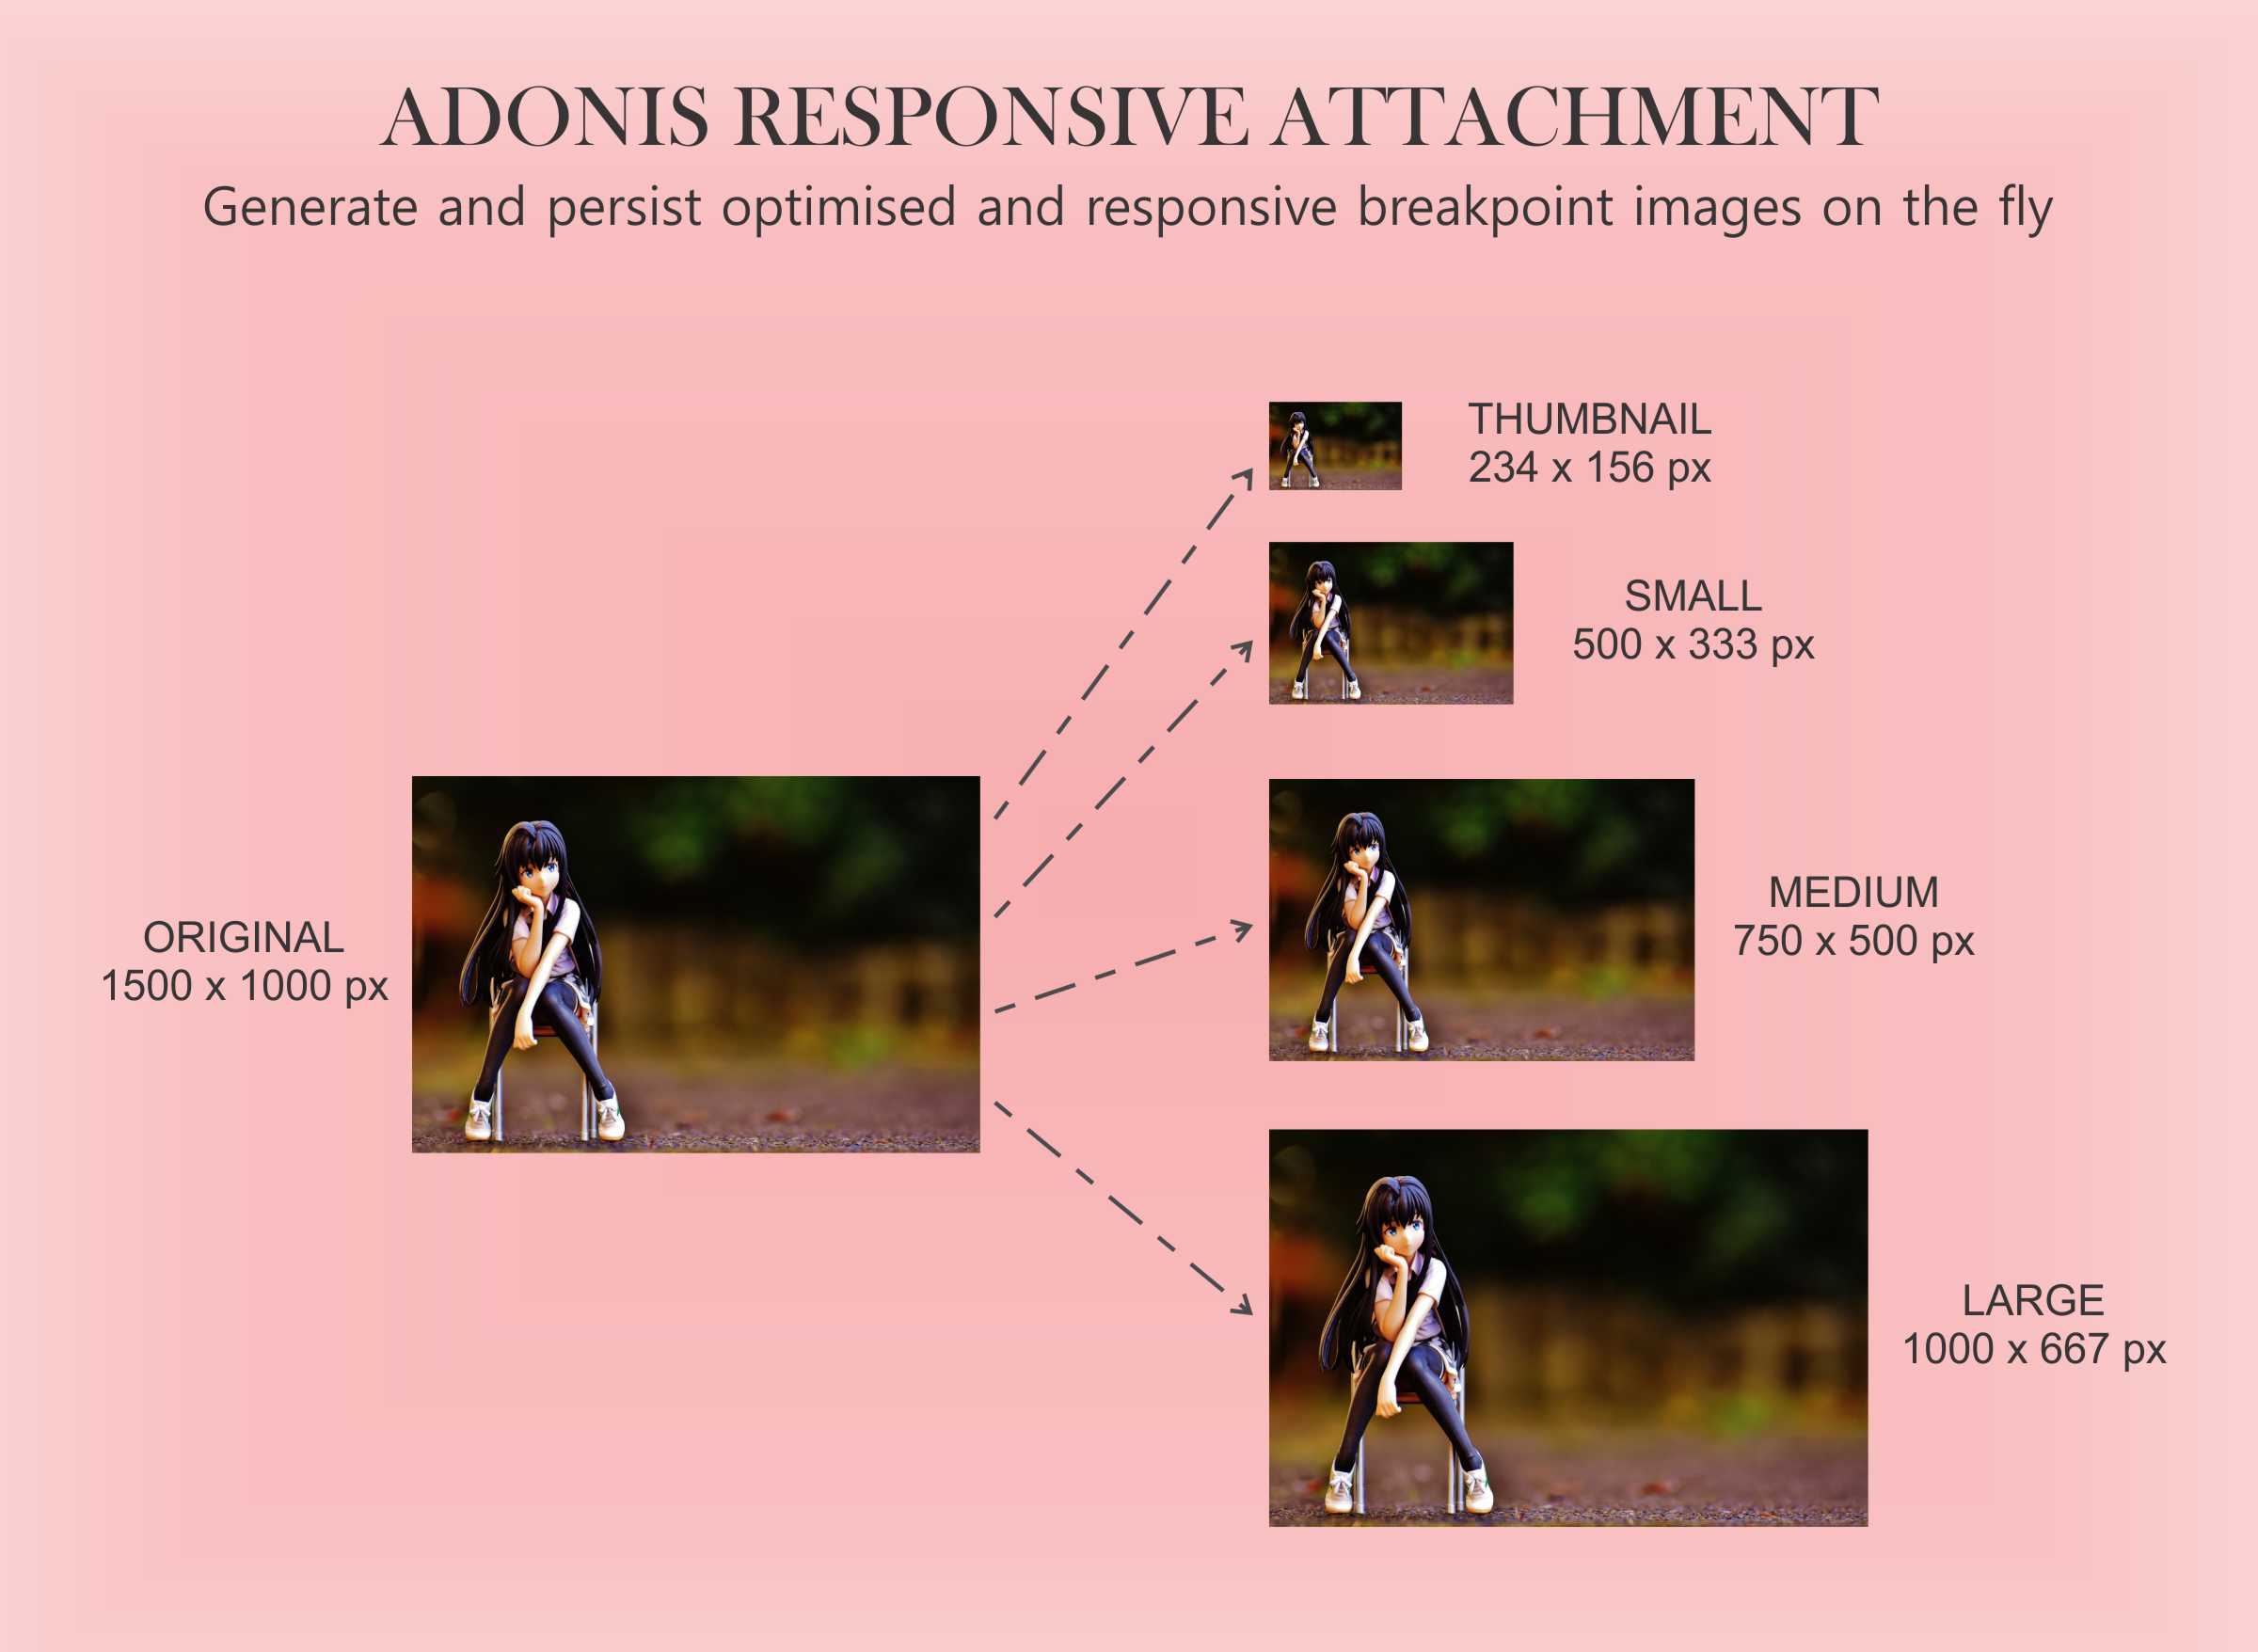 ADONIS RESPONSIVE ATTACHMENT
Generate and persist optimised and responsive breakpoint images on the fly
THUMBNAIL
234 x 156 px
SMALL
500 x 333 px
ORIGINAL
1500 x 1000 px
MEDIUM
750 x 500 px
LARGE
1000 x 667 px